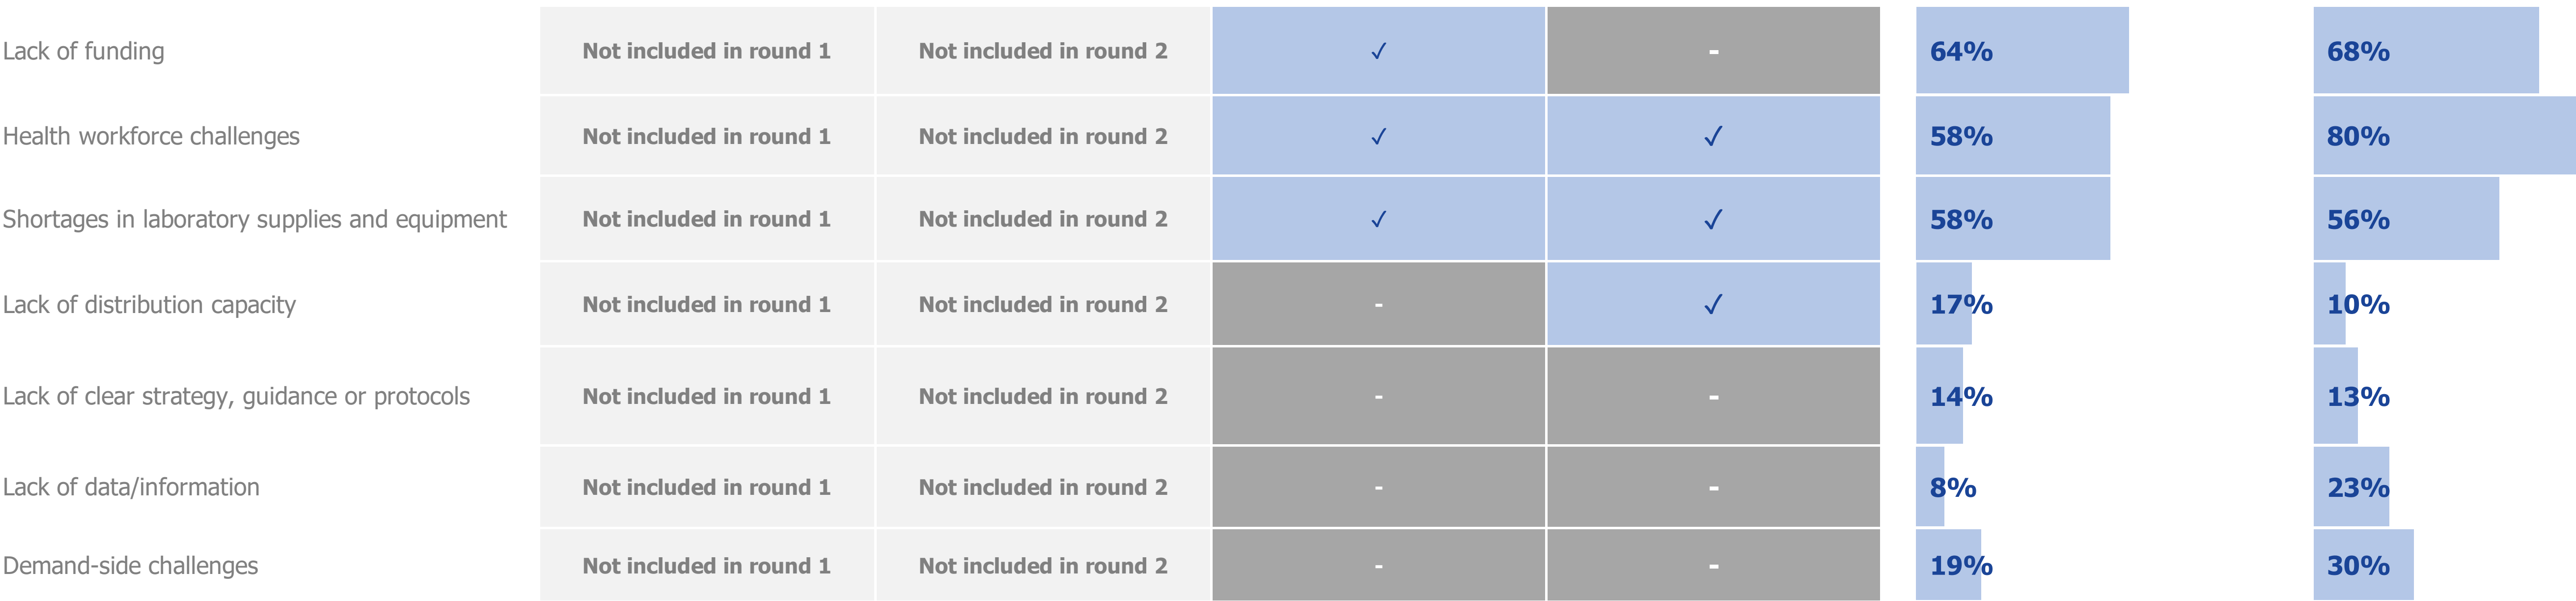 Lack of funding Not included in round 1 Not included in round 2 ✓ - 64% 68%
Health workforce challenges Not included in round 1 Not included in round 2 ✓ ✓ 58% 80%
Shortages in laboratory supplies and equipment Not included in round 1 Not included in round 2 ✓ ✓ 58% 56%
Lack of distribution capacity Not included in round 1 Not included in round 2 - ✓ 17% 10%
Lack of clear strategy, guidance or protocols Not included in round 1 Not included in round 2 - - 14% 13%
Lack of data/information Not included in round 1 Not included in round 2 - - 8% 23%
Demand-side challenges Not included in round 1 Not included in round 2 - - 19% 30%